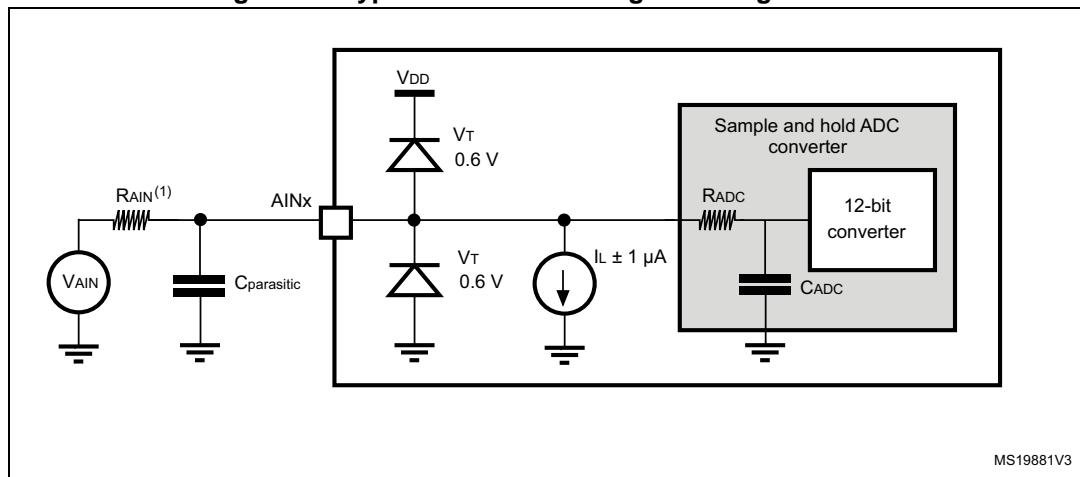 VDD
VT
0.6 V
Sample and hold ADC
converter
RAIN(1)
AINx
RADC
12-bit
converter
VAIN
Cparasitic
VT
0.6 V
IL ± 1 μA
CADC
MS19881V3